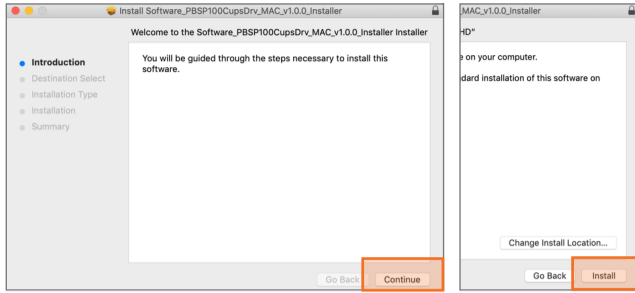 Install Software_PBSP100CupsDrv_MAC_v1.0.0_Installer
Welcome to the Software_PBSP100CupsDrv_MAC_v1.0.0_Installer Installer
Introduction
Destination Select
Installation Type
Installation
Summary
You will be guided through the steps necessary to install this
software.
Go Back
Continue
_MAC_v1.0.0_Installer
HD"
e on your computer.
dard installation of this software on
Change Install Location...
Go Back
Install